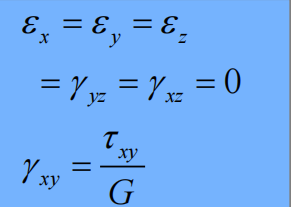 ε_x = ε_y = ε_z
= γ_yz = γ_xz = 0
γ_xy = τ_xy / G